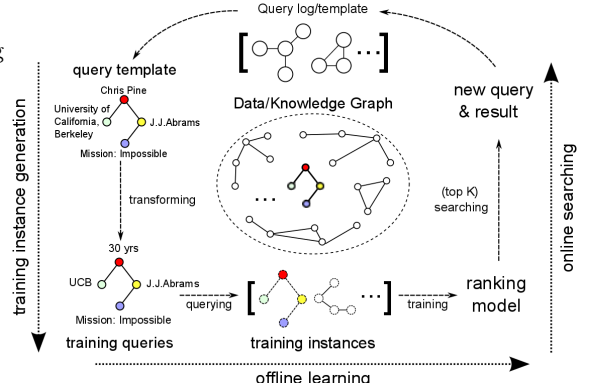 Query log/template
query template
Chris Pine
University of
California,
Berkeley
J.J.Abrams
Mission: Impossible
Data/Knowledge Graph
new query
& result
training instance generation
transforming
(top K)
searching
online searching
30 yrs
UCB
J.J.Abrams
Mission: Impossible
training queries
querying
training instances
training
ranking
model
offline learning